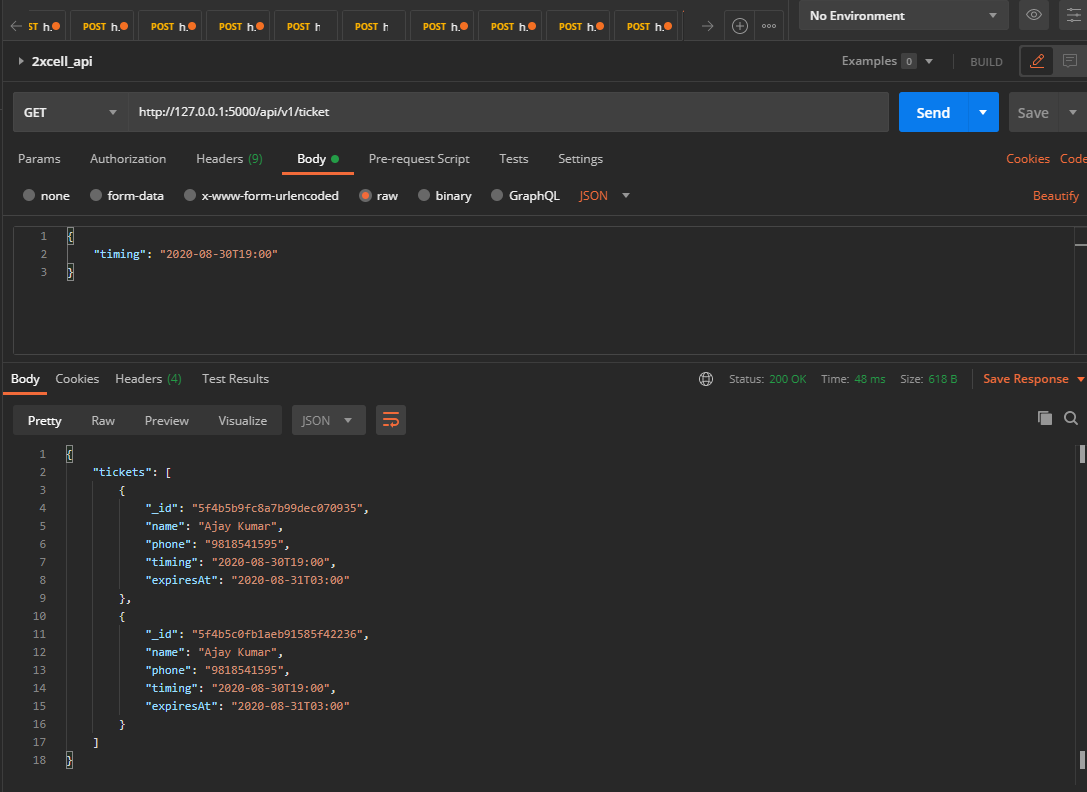 ST h. POST h. POST h. POST h. POST h POST h POST h. POST h. POST h. POST h. No Environment
2xcell_api Examples 0 BUILD
GET http://127.0.0.1:5000/api/v1/ticket Send Save
Params Authorization Headers (9) Body Pre-request Script Tests Settings Cookies Code
none form-data x-www-form-urlencoded raw binary GraphQL JSON Beautify
1 {
2 "timing": "2020-08-30T19:00"
3 }
Body Cookies Headers (4) Test Results Status: 200 OK Time: 48 ms Size: 618 B Save Response
Pretty Raw Preview Visualize JSON
1 {
2 "tickets": [
3 {
4 "_id": "5f4b5b9fc8a7b99dec070935",
5 "name": "Ajay Kumar",
6 "phone": "9818541595",
7 "timing": "2020-08-30T19:00",
8 "expiresAt": "2020-08-31T03:00"
9 },
10 {
11 "_id": "5f4b5c0fb1aeb91585f42236",
12 "name": "Ajay Kumar",
13 "phone": "9818541595",
14 "timing": "2020-08-30T19:00",
15 "expiresAt": "2020-08-31T03:00"
16 }
17 ]
18 }